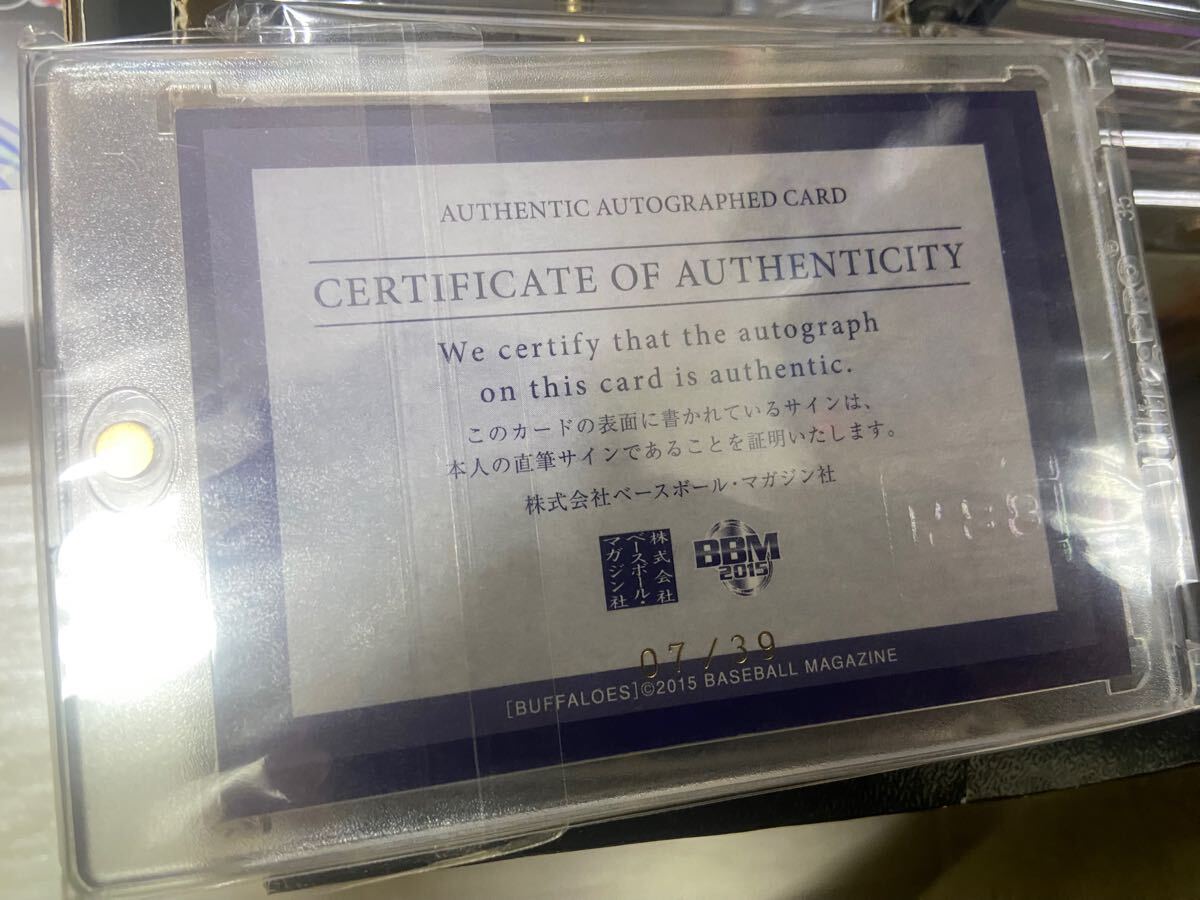 AUTHENTIC AUTOGRAPHED CARD
CERTIFICATE OF AUTHENTICITY
We certify that the autograph
on this card is authentic.
このカードの表面に書かれているサインは、
本人の直筆サインであることを証明いたします。
株式会社ベースボール・マガジン社
株式会社
ベースボール・
マガジン社
BBM
2015
07/39
[BUFFALOES]©2015 BASEBALL MAGAZINE